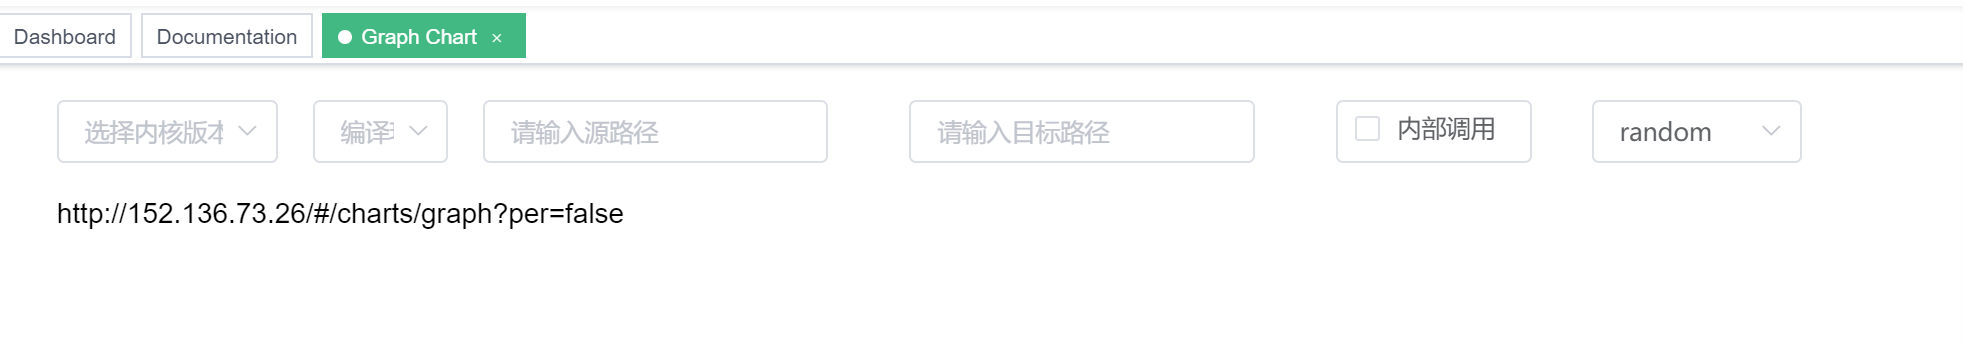 Dashboard Documentation Graph Chart ×
选择内核版本 编译 请输入源路径 请输入目标路径 内部调用 random
http://152.136.73.26/#/charts/graph?per=false